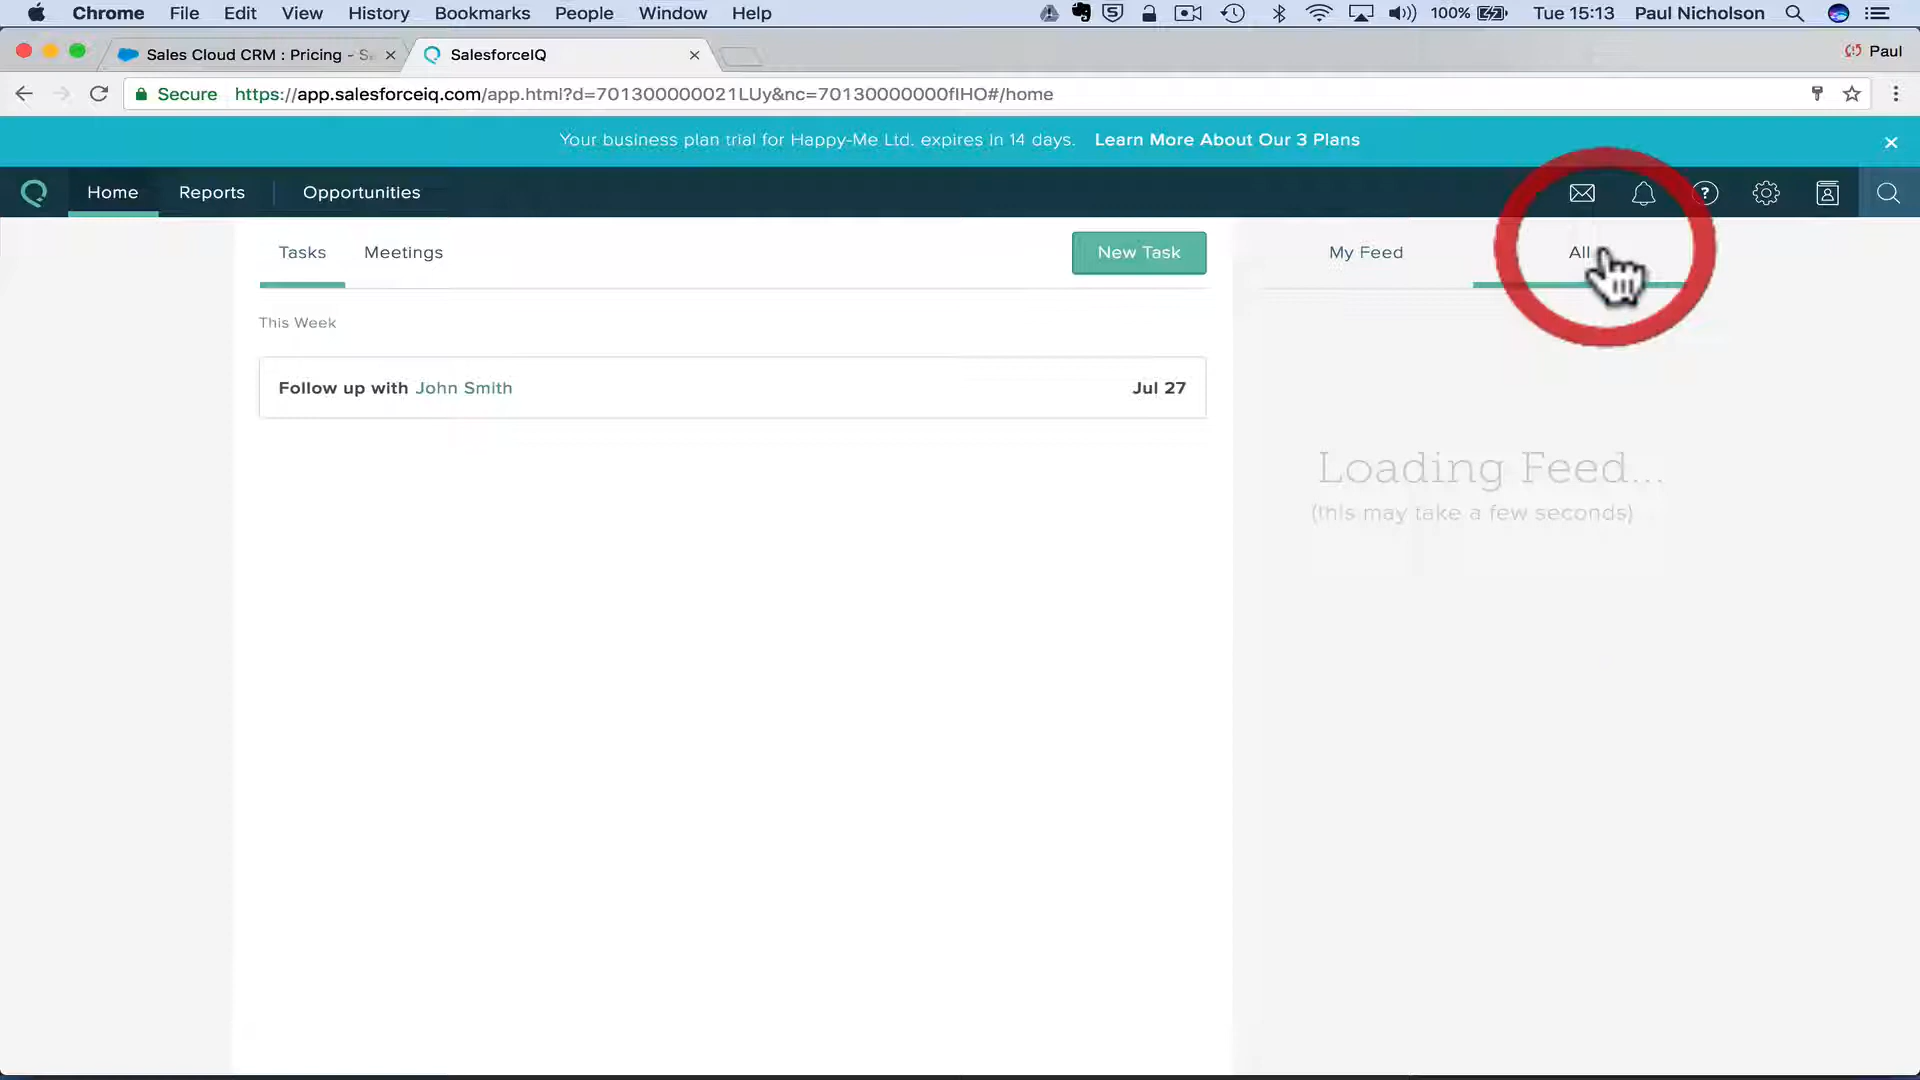 Chrome File Edit View History Bookmarks People Window Help 100% Tue 15:13 Paul Nicholson
Sales Cloud CRM : Pricing - Sa SalesforceIQ Paul
Secure https://app.salesforceiq.com/app.html?d=701300000021LUy&nc=70130000000flHO#/home
Your business plan trial for Happy-Me Ltd. expires in 14 days. Learn More About Our 3 Plans
Home Reports Opportunities
Tasks Meetings New Task My Feed All
This Week
Follow up with John Smith Jul 27
Loading Feed...
(this may take a few seconds)